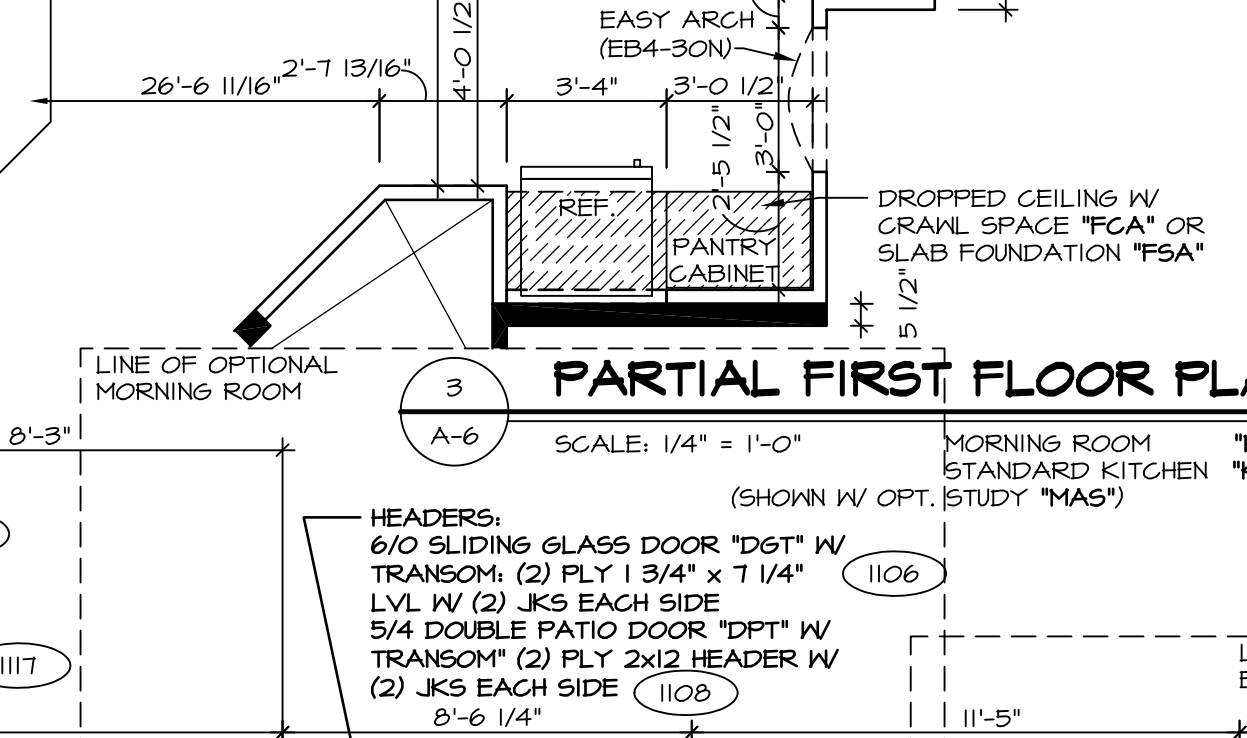 EASY ARCH
(EB4-30N)
4'-0 1/2
26'-6 11/16"
2'-7 13/16"
3'-4"
3'-0 1/2"
2'-5 1/2"
3'-0"
REF.
PANTRY
CABINET
DROPPED CEILING W/
CRAWL SPACE "FCA" OR
SLAB FOUNDATION "FSA"
5 1/2"
LINE OF OPTIONAL
MORNING ROOM
3
A-6
PARTIAL FIRST FLOOR
SCALE: 1/4" = 1'-0"
8'-3"
MORNING ROOM
STANDARD KITCHEN
(SHOWN W/ OPT. STUDY "MAS")
HEADERS:
6/0 SLIDING GLASS DOOR "DGT" W/
TRANSOM: (2) PLY 1 3/4" x 7 1/4"
LVL W/ (2) JKS EACH SIDE
5/4 DOUBLE PATIO DOOR "DPT" W/
TRANSOM" (2) PLY 2x12 HEADER W/
(2) JKS EACH SIDE
1106
1108
1117
8'-6 1/4"
11'-5"